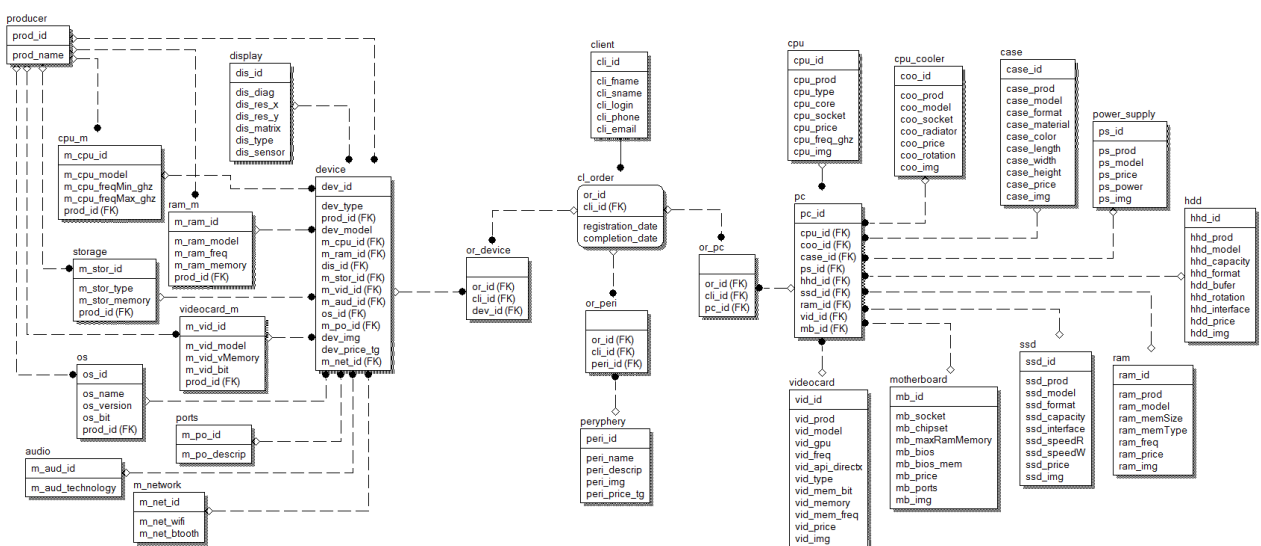 producer
prod_id
prod_name
display
dis_id
dis_diag
dis_res_x
dis_res_y
dis_matrix
dis_type
dis_sensor
cpu_m
m_cpu_id
m_cpu_model
m_cpu_freqMin_ghz
m_cpu_freqMax_ghz
prod_id (FK)
ram_m
m_ram_id
m_ram_model
m_ram_freq
m_ram_memory
prod_id (FK)
storage
m_stor_id
m_stor_type
m_stor_memory
prod_id (FK)
videocard_m
m_vid_id
m_vid_model
m_vid_vMemory
m_vid_bit
prod_id (FK)
os
os_id
os_name
os_version
os_bit
prod_id (FK)
ports
m_po_id
m_po_descrip
audio
m_aud_id
m_aud_technology
m_network
m_net_id
m_net_wifi
m_net_btooth
device
dev_id
dev_type
prod_id (FK)
dev_model
m_cpu_id (FK)
m_ram_id (FK)
dis_id (FK)
m_stor_id (FK)
m_vid_id (FK)
m_aud_id (FK)
os_id (FK)
m_po_id (FK)
dev_img
dev_price_tg
m_net_id (FK)
client
cli_id
cli_fname
cli_sname
cli_login
cli_phone
cli_email
cl_order
or_id
cli_id (FK)
registration_date
completion_date
or_device
or_id (FK)
cli_id (FK)
dev_id (FK)
or_peri
or_id (FK)
cli_id (FK)
peri_id (FK)
peryphery
peri_id
peri_name
peri_descrip
peri_img
peri_price_tg
or_pc
or_id (FK)
cli_id (FK)
pc_id (FK)
cpu
cpu_id
cpu_prod
cpu_type
cpu_core
cpu_socket
cpu_price
cpu_freq_ghz
cpu_img
cpu_cooler
coo_id
coo_prod
coo_model
coo_socket
coo_radiator
coo_price
coo_rotation
coo_img
case
case_id
case_prod
case_model
case_format
case_material
case_color
case_length
case_width
case_height
case_price
case_img
power_supply
ps_id
ps_prod
ps_model
ps_price
ps_power
ps_img
pc
pc_id
cpu_id (FK)
coo_id (FK)
case_id (FK)
ps_id (FK)
hhd_id (FK)
ssd_id (FK)
ram_id (FK)
vid_id (FK)
mb_id (FK)
hdd
hhd_id
hhd_prod
hhd_model
hhd_capacity
hhd_format
hhd_bufer
hhd_rotation
hhd_interface
hdd_price
hdd_img
videocard
vid_id
vid_prod
vid_model
vid_gpu
vid_freq
vid_api_directx
vid_type
vid_mem_bit
vid_memory
vid_mem_freq
vid_price
vid_img
motherboard
mb_id
mb_socket
mb_chipset
mb_maxRamMemory
mb_bios
mb_bios_mem
mb_price
mb_ports
mb_img
ssd
ssd_id
ssd_prod
ssd_model
ssd_format
ssd_capacity
ssd_interface
ssd_speedR
ssd_speedW
ssd_price
ssd_img
ram
ram_id
ram_prod
ram_model
ram_memSize
ram_memType
ram_freq
ram_price
ram_img